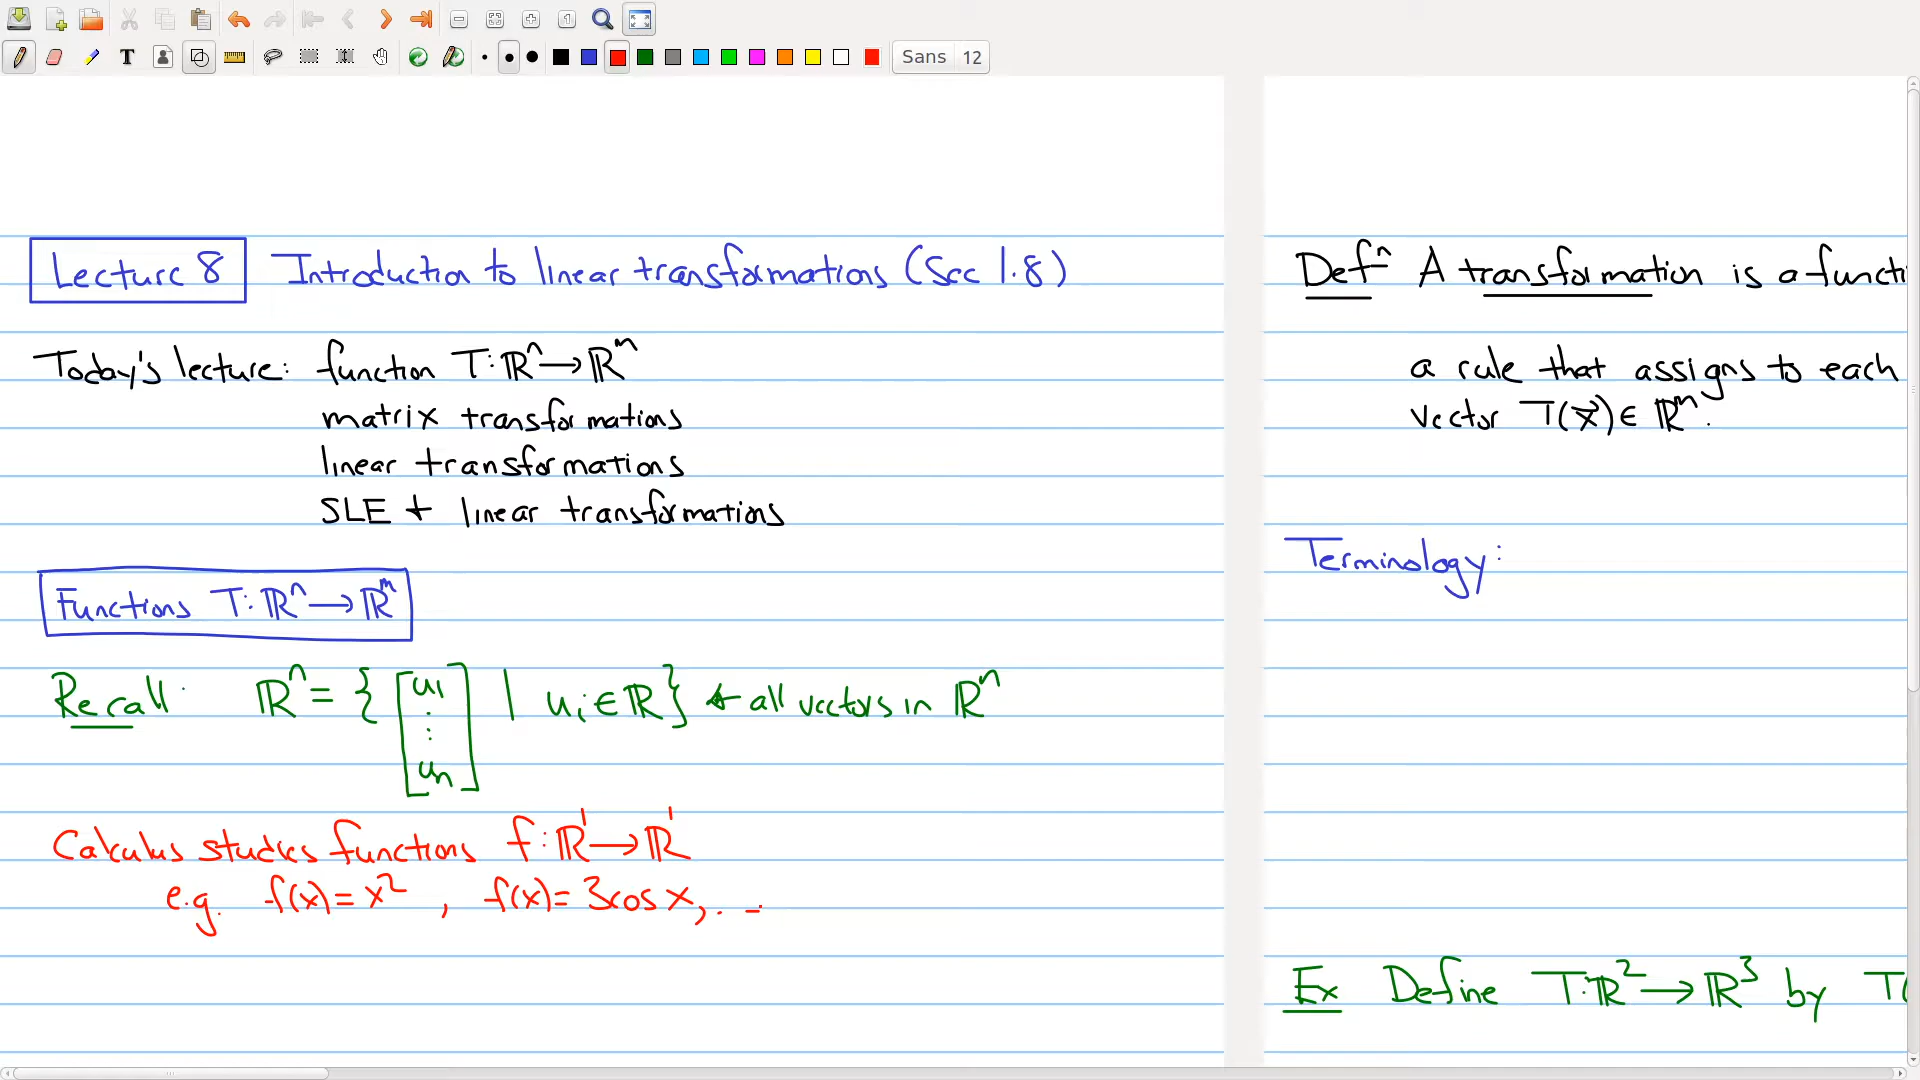 Sans 12
Lecture 8 Introduction to linear transformations (Sec 1.8)
Today's lecture: function T: ℝⁿ → ℝᵐ
matrix transformations
linear transformations
SLE + linear transformations
Functions T: ℝⁿ → ℝᵐ
Recall: ℝⁿ = { [u₁ ⋮ uₙ] | uᵢ ∈ ℝ } ← all vectors in ℝⁿ
Calculus studies functions f: ℝ¹ → ℝ¹
e.g. f(x) = x² , f(x) = 3cos x, . –
Defⁿ A transformation is a functi
a rule that assigns to each
vector T(x⃗) ∈ ℝᵐ.
Terminology:
Ex Define T: ℝ² → ℝ³ by T(